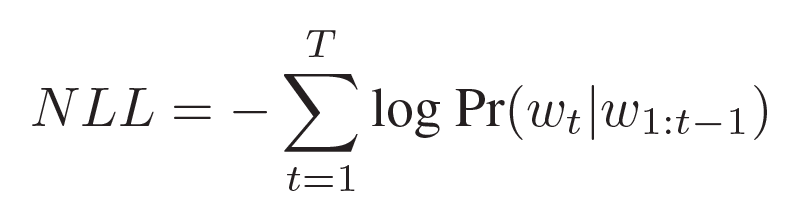 NLL = - \sum_{t=1}^{T} \log \Pr(w_t|w_{1:t-1})